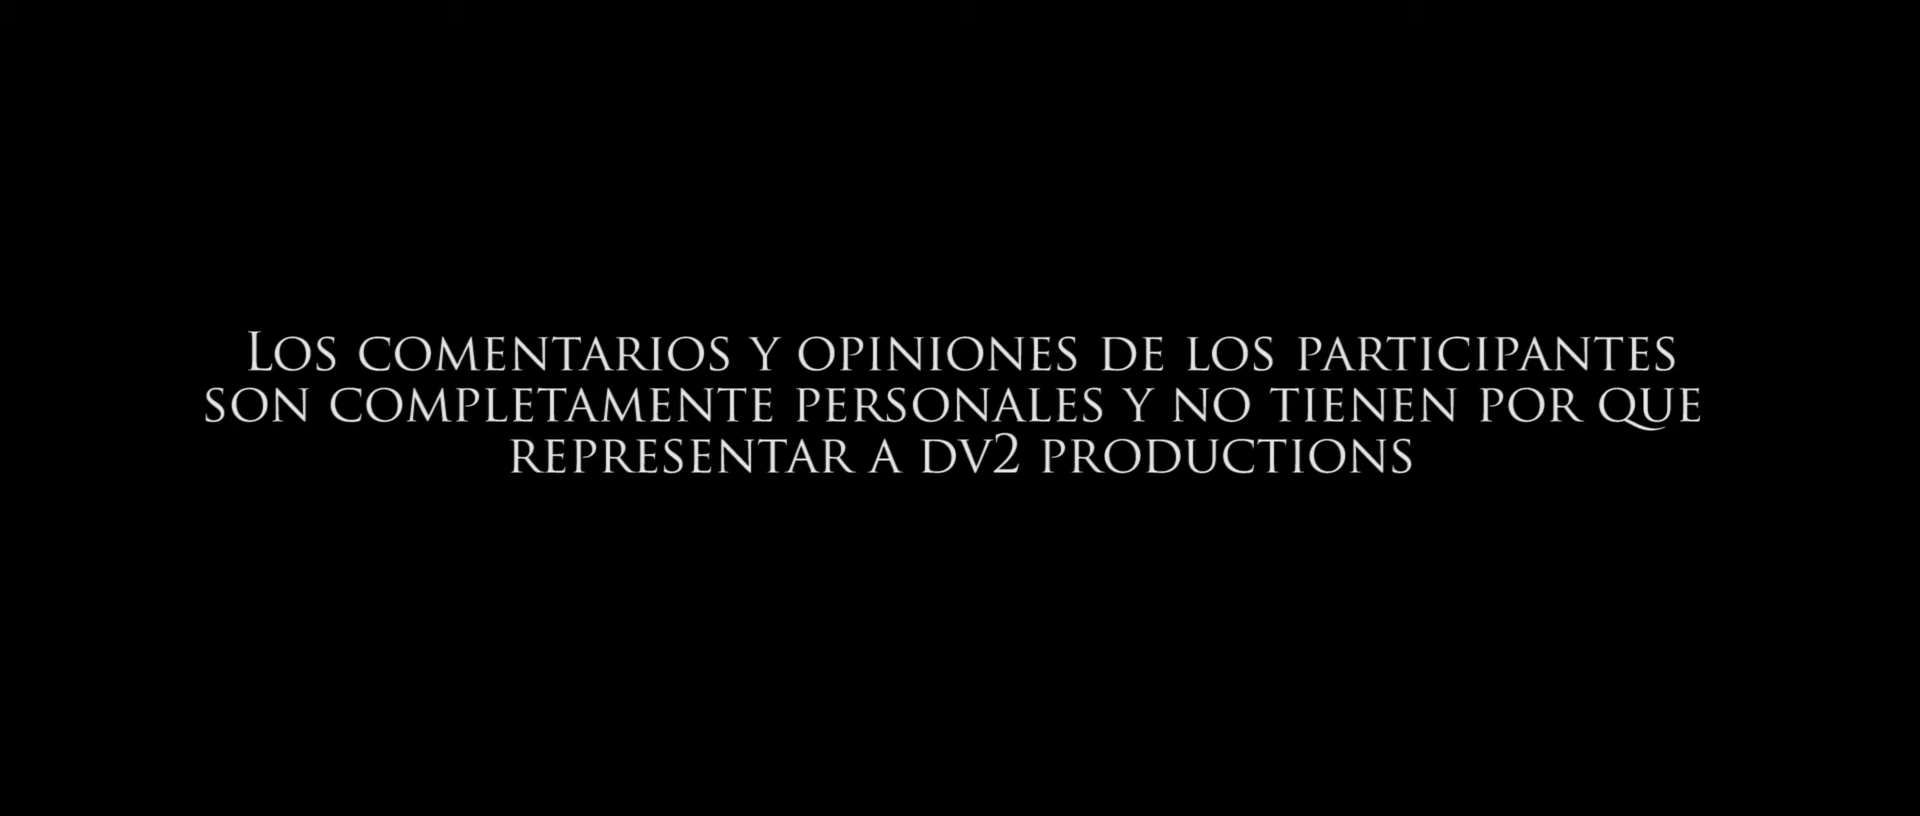 Los comentarios y opiniones de los participantes
son completamente personales y no tienen por que
representar a dv2 productions